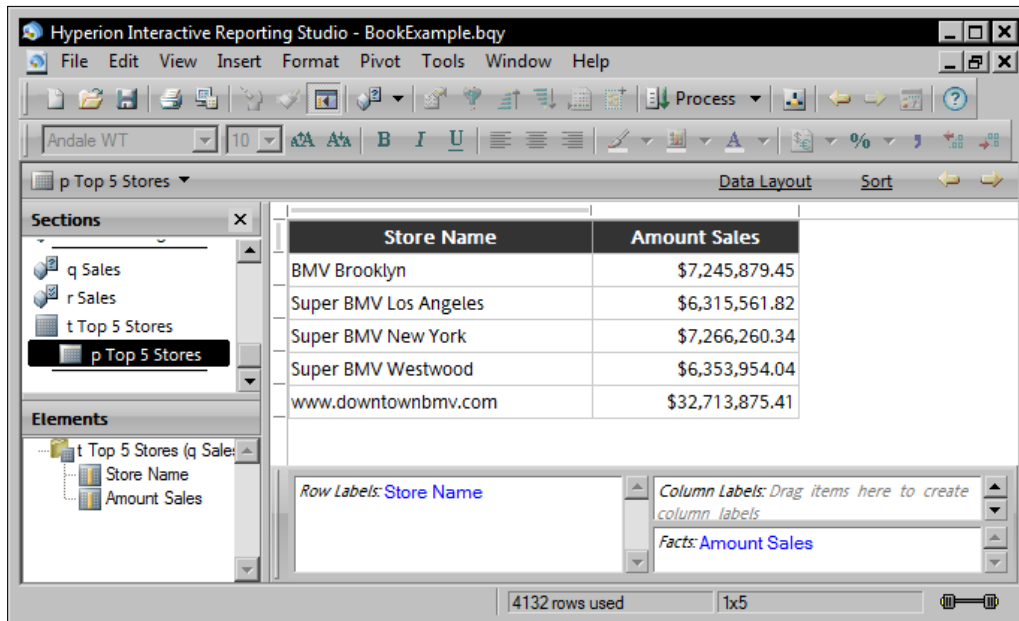 Hyperion Interactive Reporting Studio - BookExample.bqy
File Edit View Insert Format Pivot Tools Window Help
Process
Andale WT 10 B I U A %
p Top 5 Stores Data Layout Sort
Sections
q Sales
r Sales
t Top 5 Stores
p Top 5 Stores
Elements
t Top 5 Stores (q Sale
Store Name
Amount Sales
Store Name Amount Sales
BMV Brooklyn $7,245,879.45
Super BMV Los Angeles $6,315,561.82
Super BMV New York $7,266,260.34
Super BMV Westwood $6,353,954.04
www.downtownbmv.com $32,713,875.41
Row Labels: Store Name
Column Labels: Drag items here to create
column labels
Facts: Amount Sales
4132 rows used 1x5